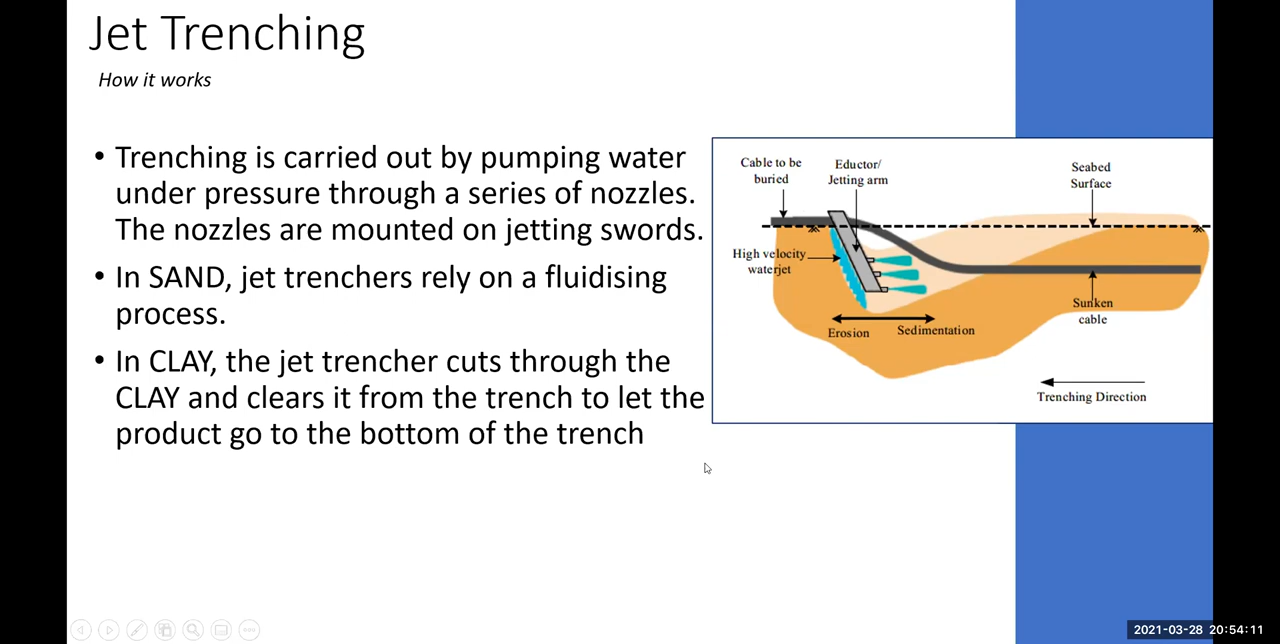 Jet Trenching
How it works
• Trenching is carried out by pumping water
under pressure through a series of nozzles.
The nozzles are mounted on jetting swords.
• In SAND, jet trenchers rely on a fluidising
process.
• In CLAY, the jet trencher cuts through the
CLAY and clears it from the trench to let the
product go to the bottom of the trench
Cable to be
buried
Eductor/
Jetting arm
Seabed
Surface
High velocity
waterjet
Sunken
cable
Erosion
Sedimentation
Trenching Direction
2021-03-28 20:54:11